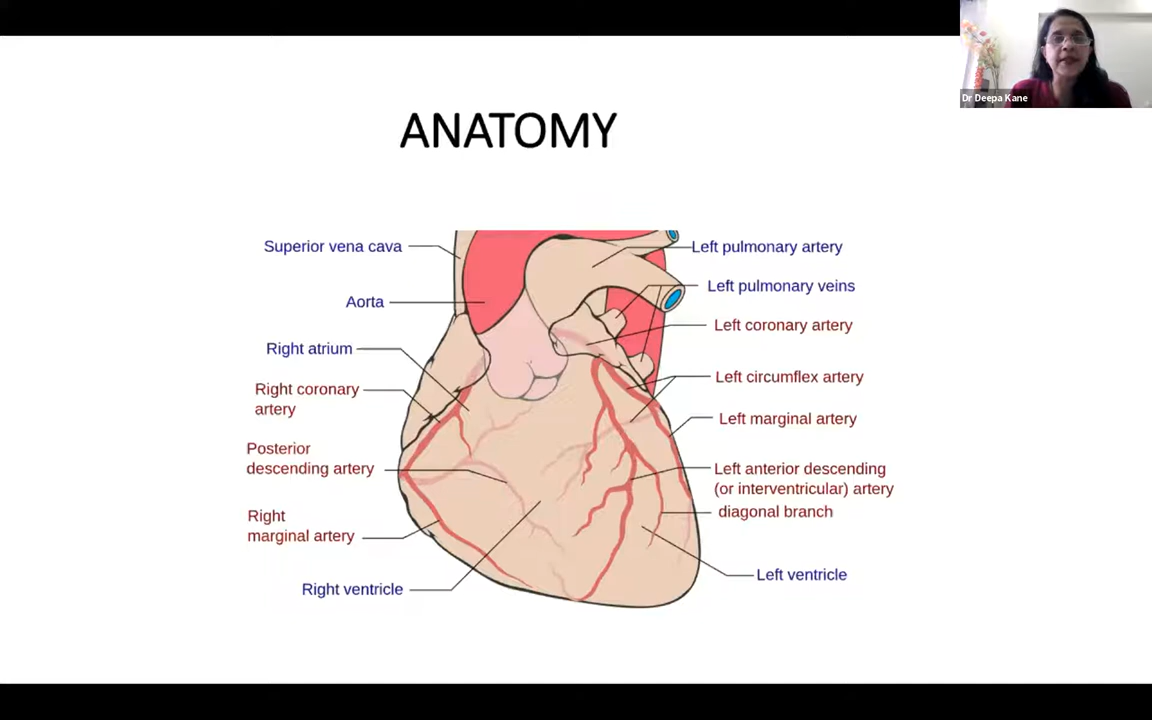 Dr Deepa Kane
ANATOMY
Superior vena cava
Aorta
Right atrium
Right coronary
artery
Posterior
descending artery
Right
marginal artery
Right ventricle
Left pulmonary artery
Left pulmonary veins
Left coronary artery
Left circumflex artery
Left marginal artery
Left anterior descending
(or interventricular) artery
diagonal branch
Left ventricle